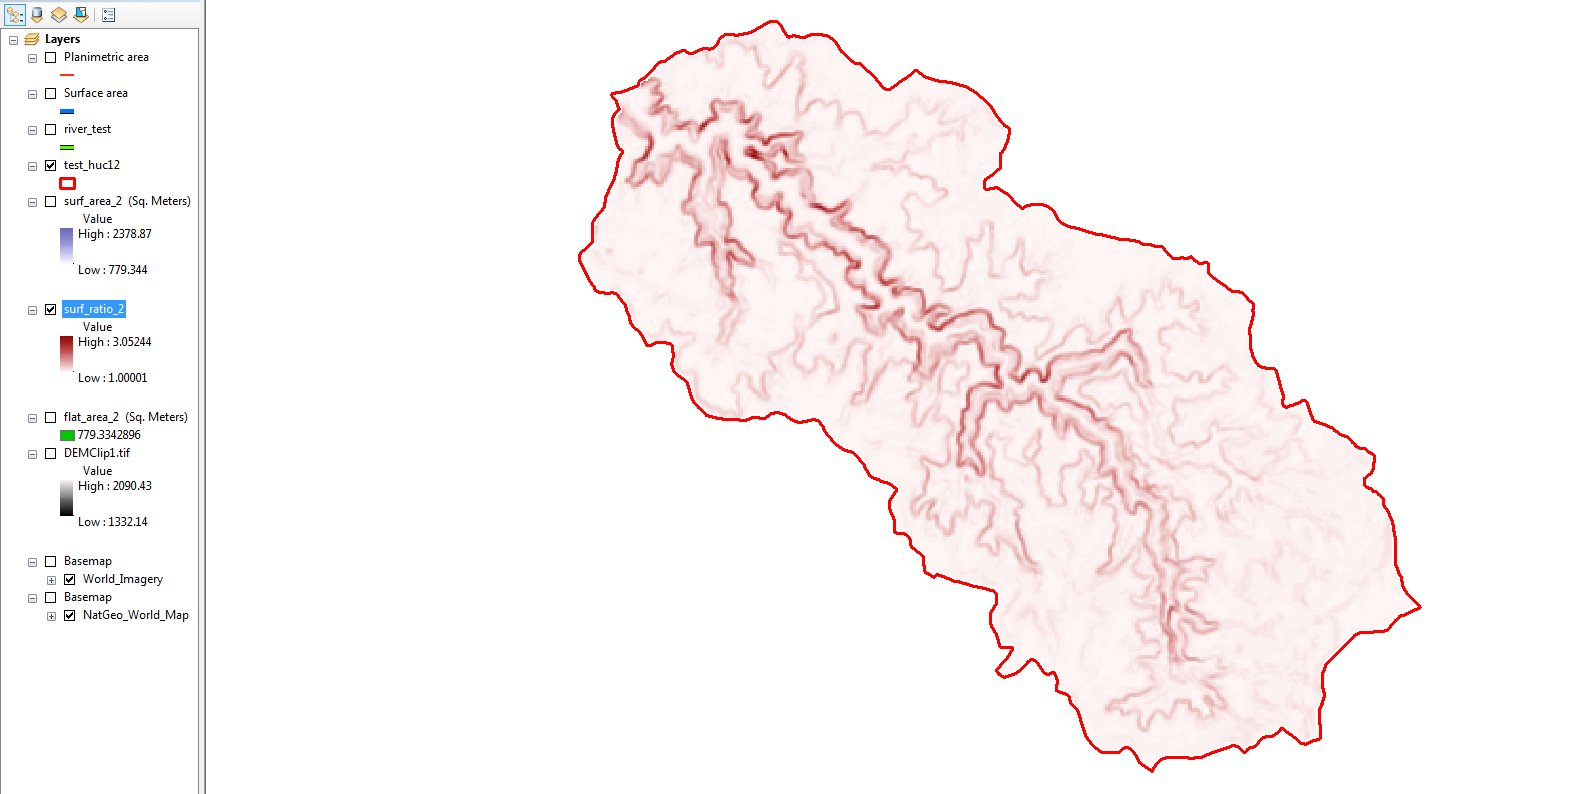 Layers
Planimetric area
Surface area
river_test
test_huc12
surf_area_2 (Sq. Meters)
Value
High : 2378.87
Low : 779.344
surf_ratio_2
Value
High : 3.05244
Low : 1.00001
flat_area_2 (Sq. Meters)
779.3342896
DEMClip1.tif
Value
High : 2090.43
Low : 1332.14
Basemap
World_Imagery
Basemap
NatGeo_World_Map